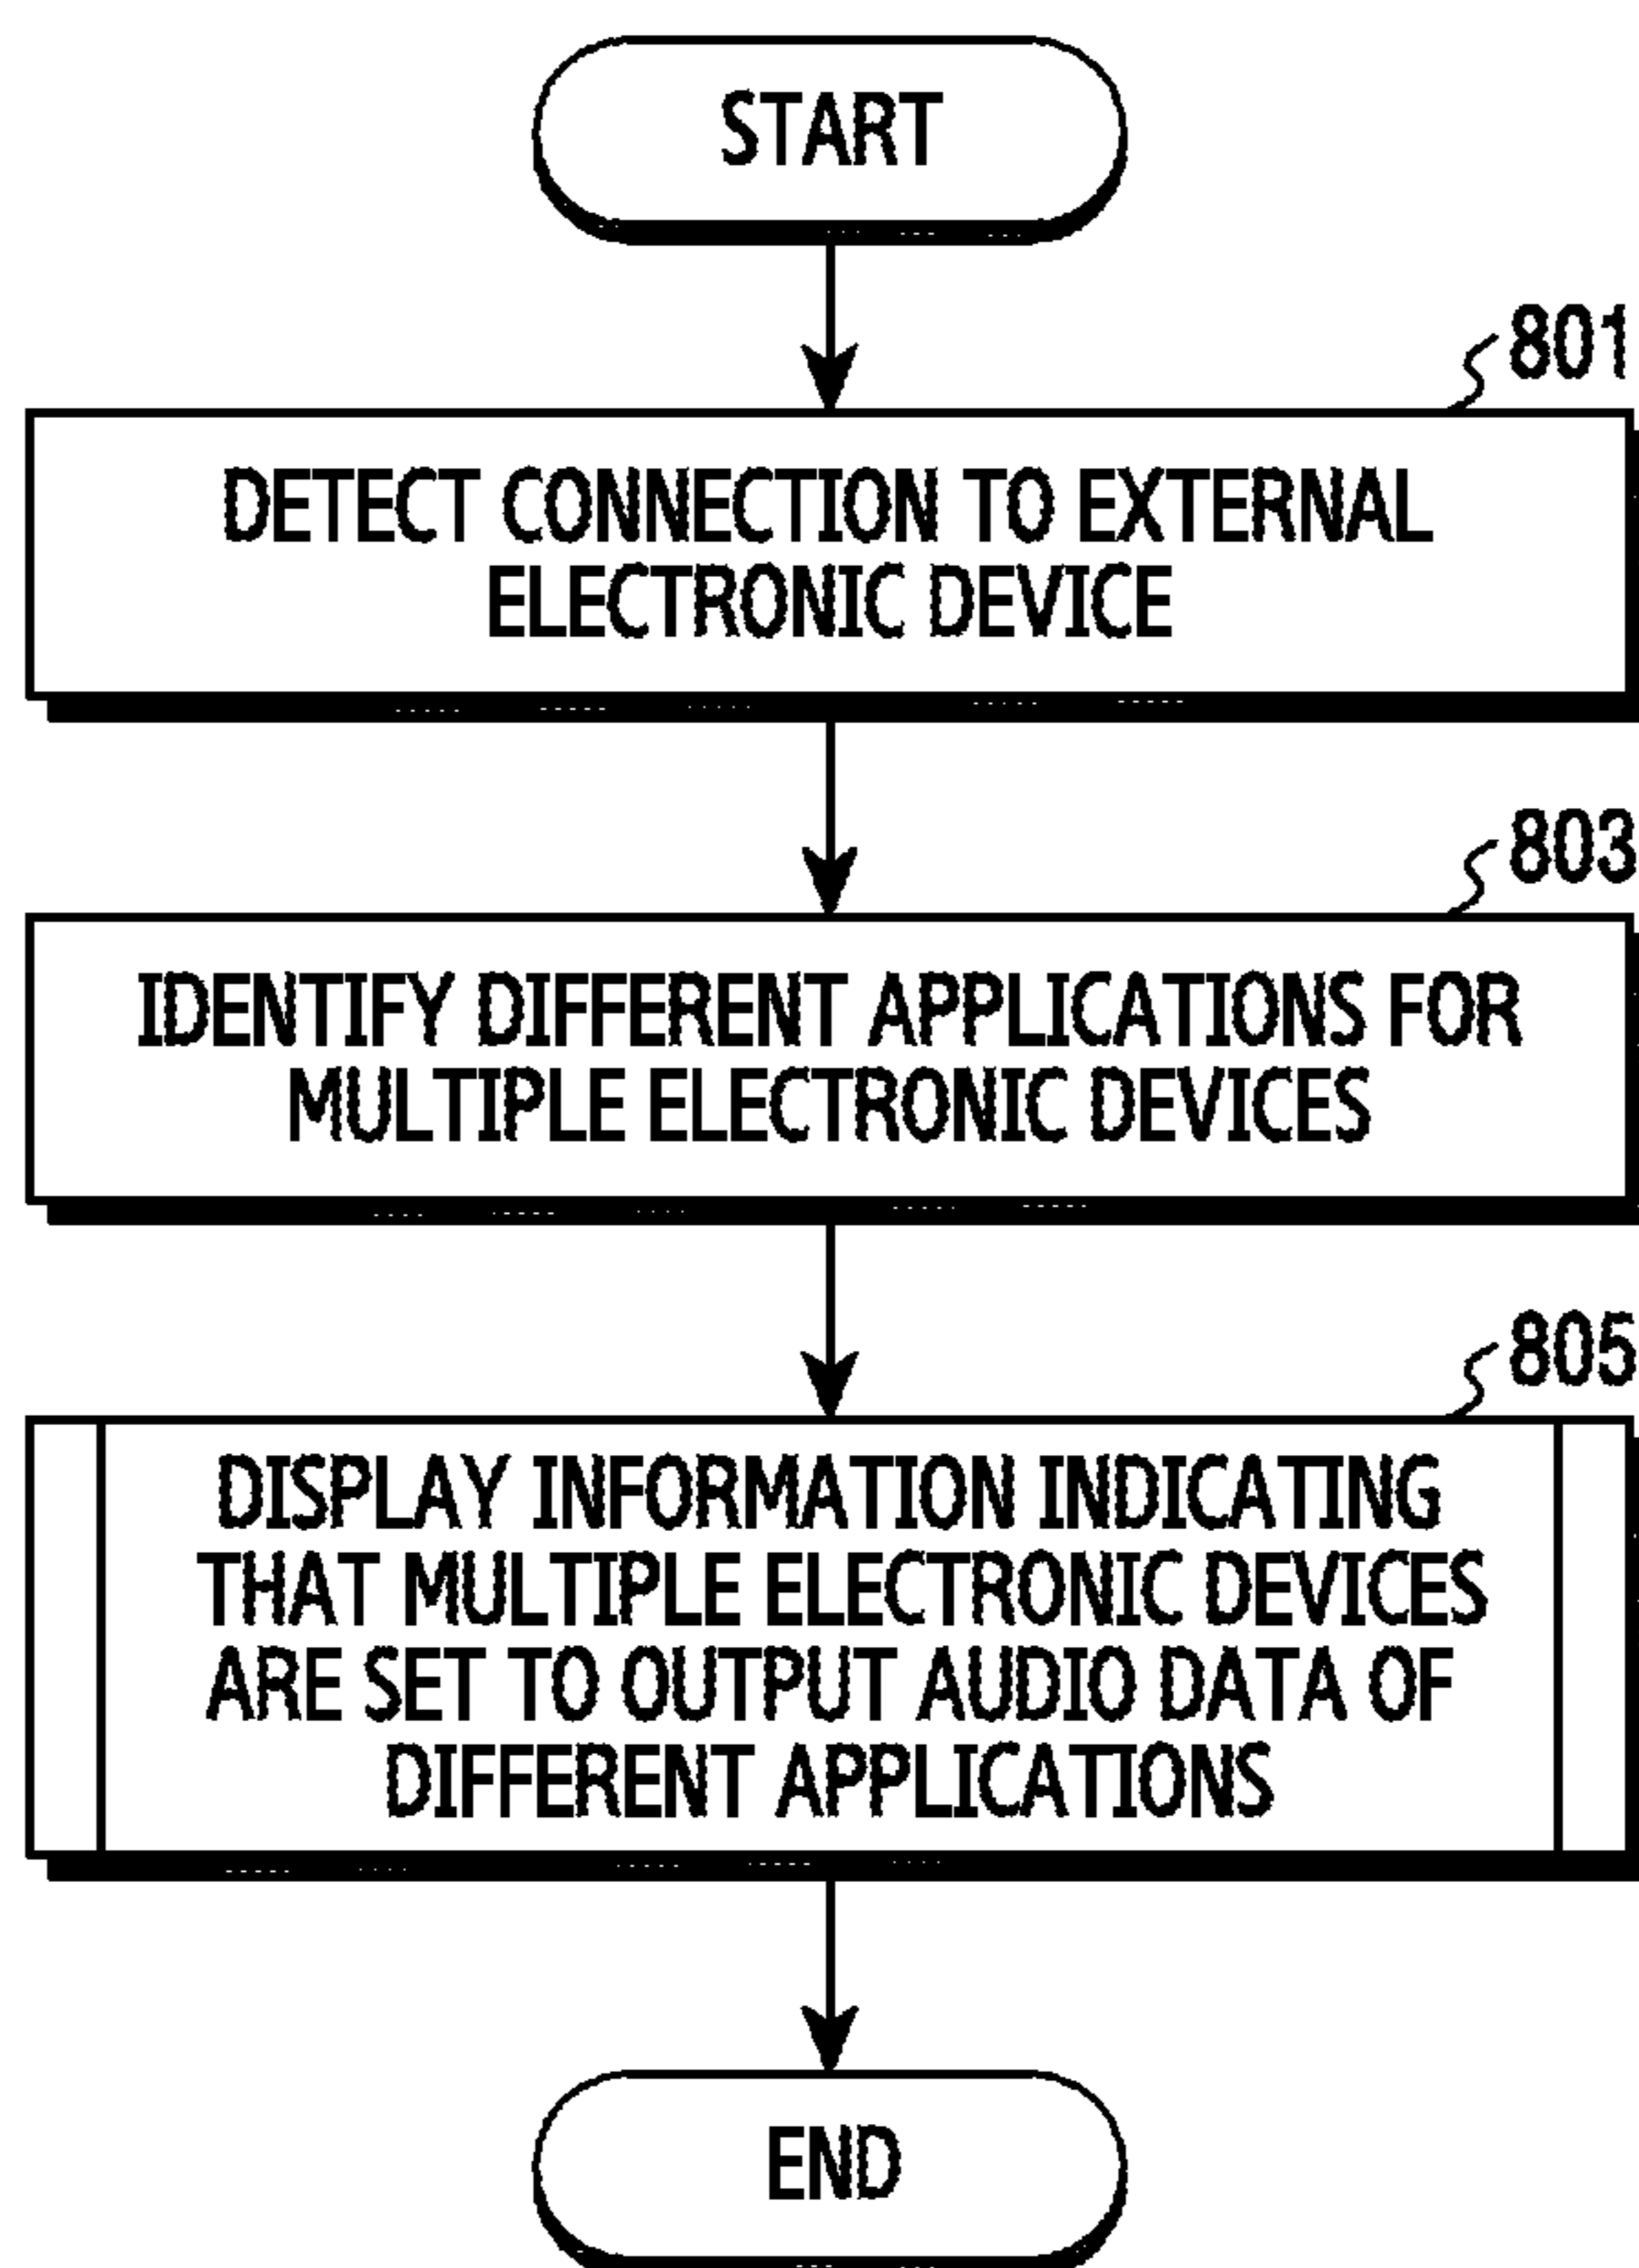 START
801
DETECT CONNECTION TO EXTERNAL
ELECTRONIC DEVICE
803
IDENTIFY DIFFERENT APPLICATIONS FOR
MULTIPLE ELECTRONIC DEVICES
805
DISPLAY INFORMATION INDICATING
THAT MULTIPLE ELECTRONIC DEVICES
ARE SET TO OUTPUT AUDIO DATA OF
DIFFERENT APPLICATIONS
END